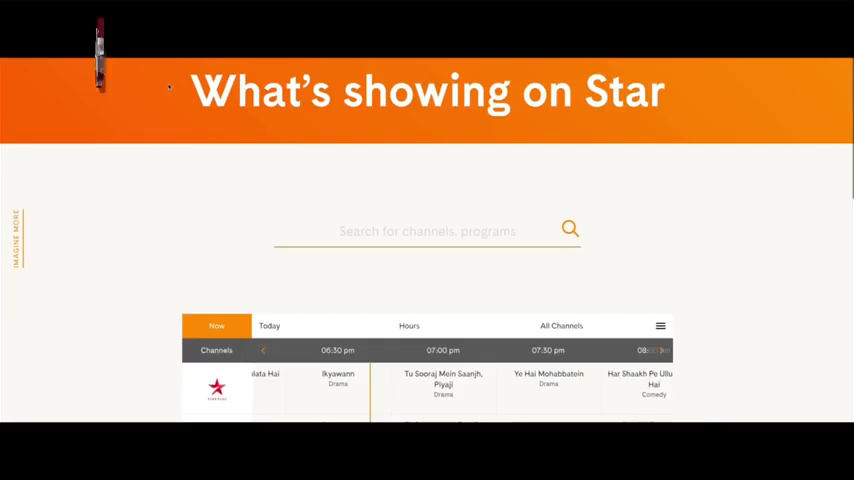 What's showing on Star
IMAGINE MORE
Search for channels, programs
Now Today Hours All Channels
Channels 06:30 pm 07:00 pm 07:30 pm
Ikyawann Tu Sooraj Mein Saanjh, Ye Hai Mohabbatein Har Shaakh Pe Ullu
Drama Piyaji Drama Hai
Drama Comedy
STAR PLUS